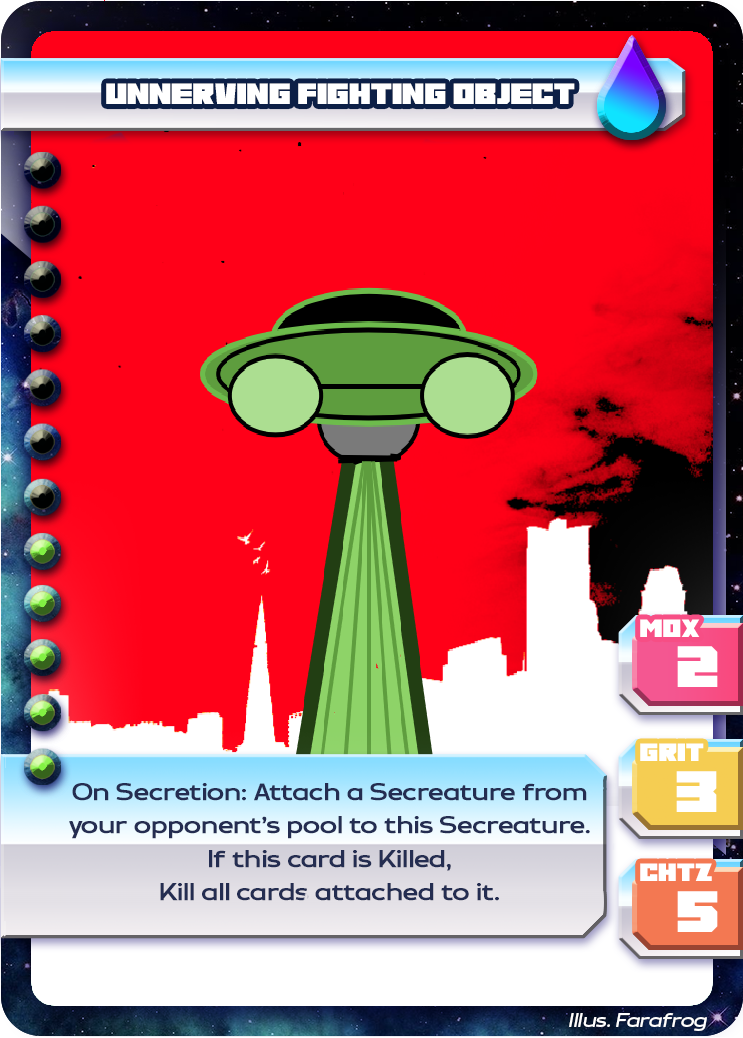 UNNERVING FIGHTING OBJECT
MOX
2
GRIT
3
CHTZ
5
On Secretion: Attach a Secreature from
your opponent's pool to this Secreature.
If this card is Killed,
Kill all cards attached to it.
Illus. Farafrog